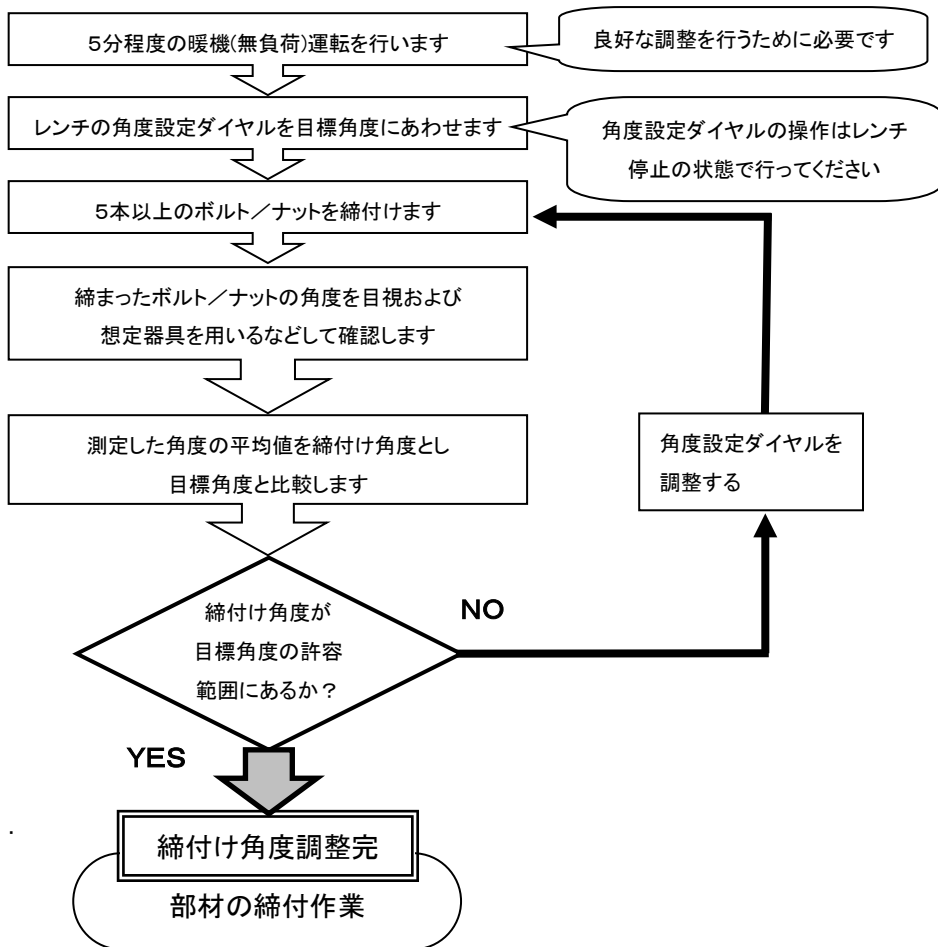 5分程度の暖機(無負荷)運転を行います
良好な調整を行うために必要です
レンチの角度設定ダイヤルを目標角度にあわせます
角度設定ダイヤルの操作はレンチ
停止の状態で行ってください
5本以上のボルト／ナットを締付けます
締まったボルト／ナットの角度を目視および
想定器具を用いるなどして確認します
測定した角度の平均値を締付け角度とし
目標角度と比較します
角度設定ダイヤルを
調整する
締付け角度が
目標角度の許容
範囲にあるか？
NO
YES
.
締付け角度調整完
部材の締付作業